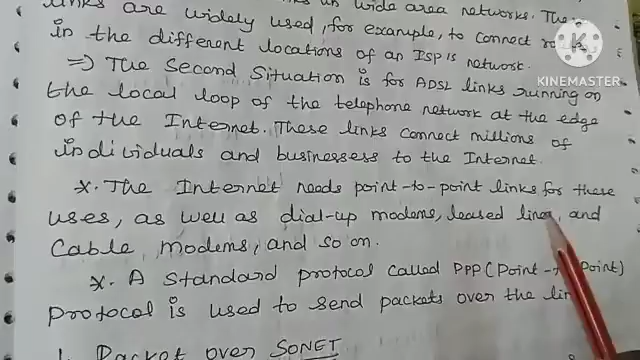 links are widely used, for example, to connect
in the different locations of an ISP's network.
⇒ The Second Situation is for ADSL links running on
the local loop of the telephone network at the edge
of the Internet. These links connect millions of
individuals and businessess to the Internet.
*. The Internet needs point-to-point links for these
uses, as well as dial-up modems, leased lines, and
Cable modems, and so on.
*. A Standard protocol called PPP (Point-to Point)
Protocol is used to send packets over the
1. Packet over SONET
KINEMASTER